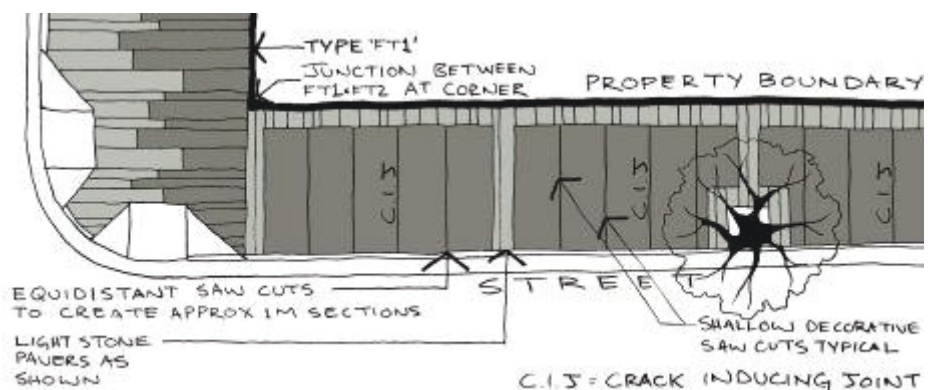 TYPE 'FT1'
JUNCTION BETWEEN
FT1 & FT2 AT CORNER
PROPERTY BOUNDARY
C.I.J
C.I.J
C.I.J
STREET
EQUIDISTANT SAW CUTS
TO CREATE APPROX 1M SECTIONS
LIGHT STONE
PAVERS AS
SHOWN
SHALLOW DECORATIVE
SAW CUTS TYPICAL
C.I.J = CRACK INDUCING JOINT